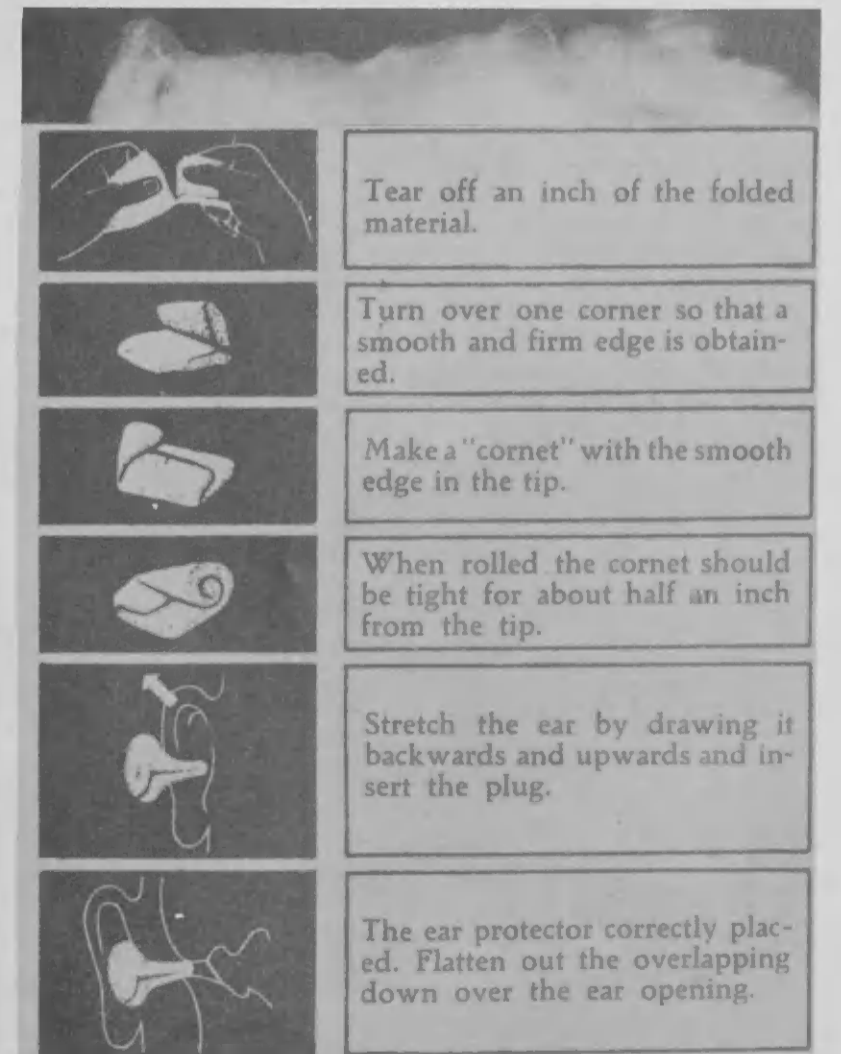 Tear off an inch of the folded
material.
Turn over one corner so that a
smooth and firm edge is obtain-
ed.
Make a "cornet" with the smooth
edge in the tip.
When rolled the cornet should
be tight for about half an inch
from the tip.
Stretch the ear by drawing it
backwards and upwards and in-
sert the plug.
The ear protector correctly plac-
ed. Flatten out the overlapping
down over the ear opening.